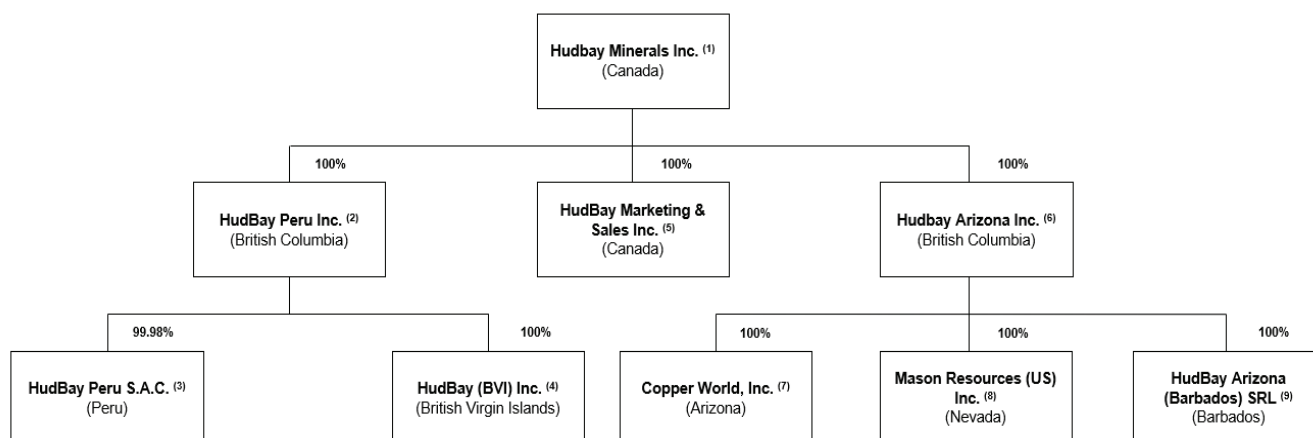 Hudbay Minerals Inc. (1)
(Canada)
100%
100%
100%
HudBay Peru Inc. (2)
(British Columbia)
HudBay Marketing &
Sales Inc. (5)
(Canada)
Hudbay Arizona Inc. (6)
(British Columbia)
99.98%
100%
100%
100%
100%
HudBay Peru S.A.C. (3)
(Peru)
HudBay (BVI) Inc. (4)
(British Virgin Islands)
Copper World, Inc. (7)
(Arizona)
Mason Resources (US)
Inc. (8)
(Nevada)
HudBay Arizona
(Barbados) SRL (9)
(Barbados)